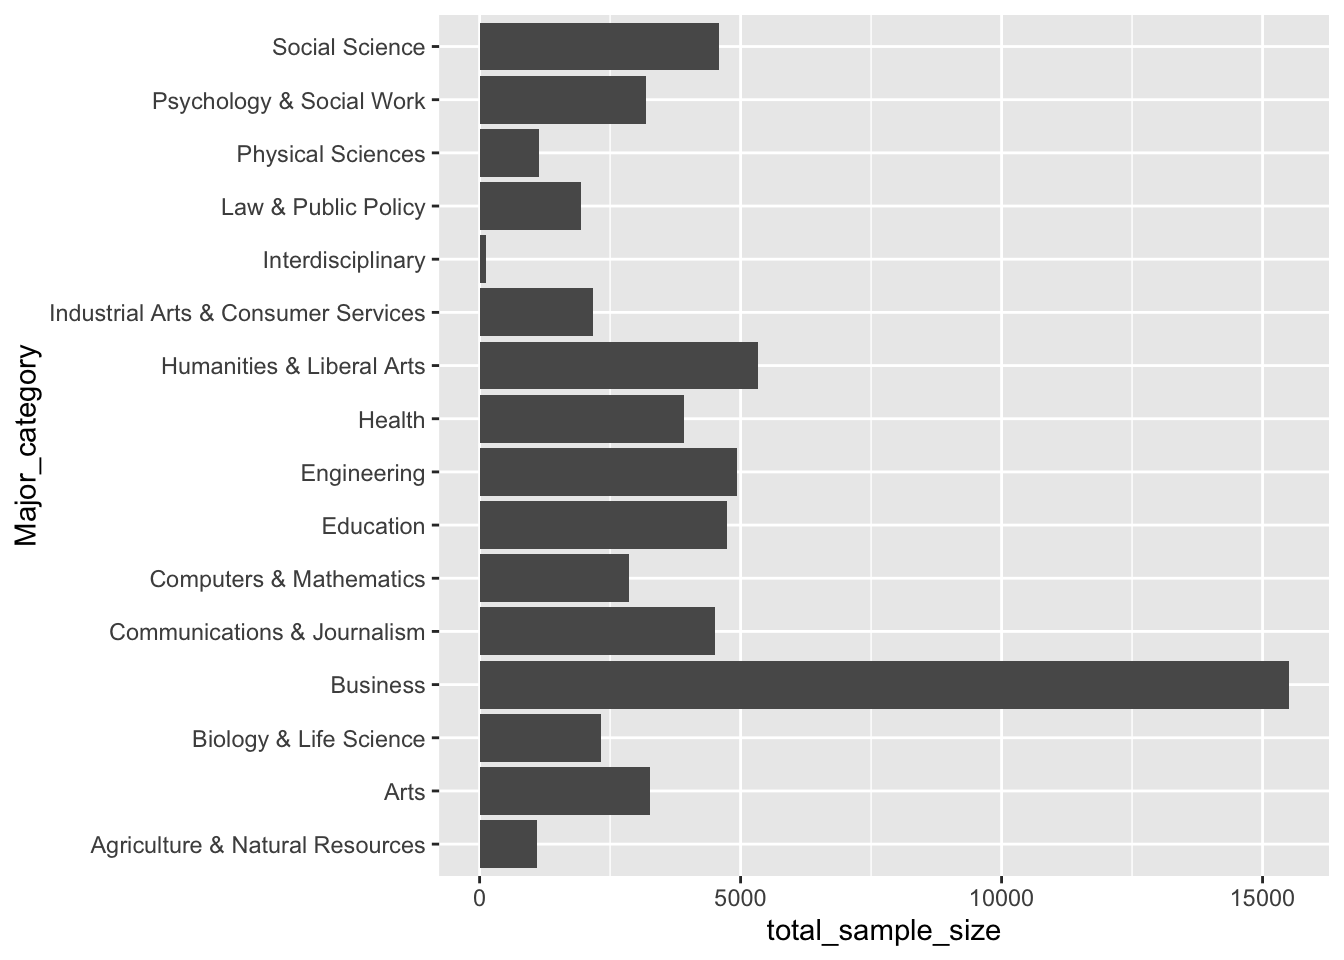 Social Science
Psychology & Social Work
Physical Sciences
Law & Public Policy
Interdisciplinary
Industrial Arts & Consumer Services
Humanities & Liberal Arts
Health
Engineering
Education
Computers & Mathematics
Communications & Journalism
Business
Biology & Life Science
Arts
Agriculture & Natural Resources
Major_category
0 5000 10000 15000
total_sample_size